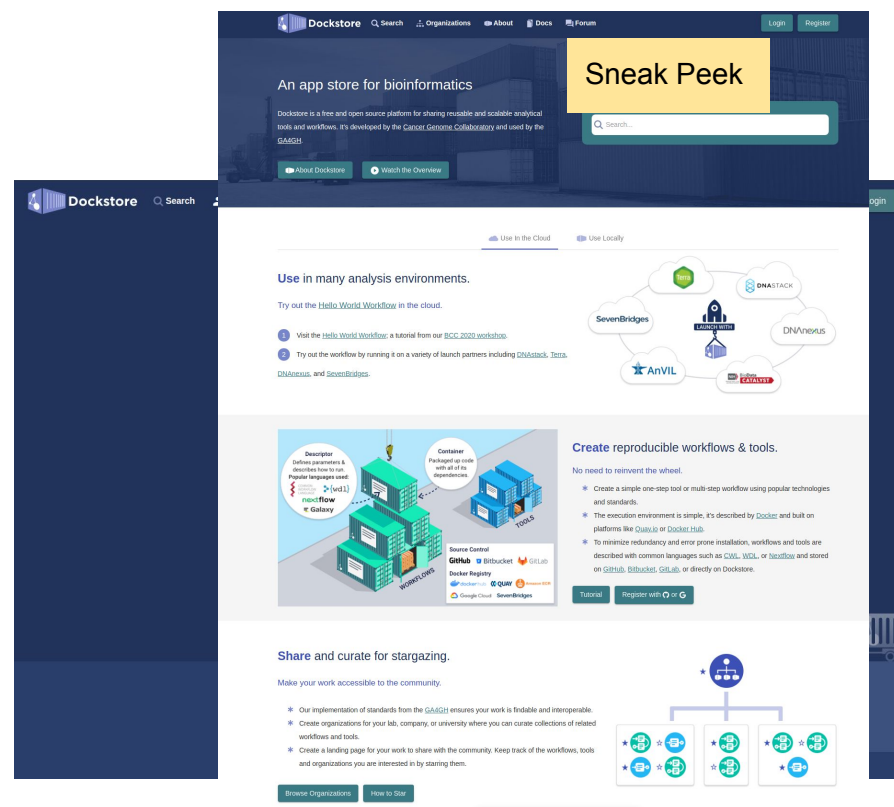 Dockstore Search Organizations About Docs Forum Login Register
Sneak Peek
An app store for bioinformatics
Dockstore is a free and open source platform for sharing reusable and scalable analytical
tools and workflows. It's developed by the Cancer Genome Collaboratory and used by the
GA4GH.
Search...
About Dockstore Watch the Overview
Dockstore Search
ogin
Use In the Cloud Use Locally
Use in many analysis environments.
Try out the Hello World Workflow in the cloud.
1 Visit the Hello World Workflow; a tutorial from our BCC 2020 workshop.
2 Try out the workflow by running it on a variety of launch partners including DNAstack, Terra,
DNAnexus, and SevenBridges.
Terra
DNASTACK
SevenBridges
LAUNCH WITH
DNAnexus
AnVIL
BioData
CATALYST
Descriptor
Defines parameters &
describes how to run.
Popular languages used:
{wdl}
nextflow
Galaxy
Container
Packaged up code
with all of its
dependencies.
TOOLS
WORKFLOWS
Source Control
GitHub Bitbucket GitLab
Docker Registry
dockerhub QUAY Amazon ECR
Google Cloud SevenBridges
Create reproducible workflows & tools.
No need to reinvent the wheel.
Create a simple one-step tool or multi-step workflow using popular technologies
and standards.
The execution environment is simple, it's described by Docker and built on
platforms like Quay.io or Docker Hub.
To minimize redundancy and error prone installation, workflows and tools are
described with common languages such as CWL, WDL, or Nextflow and stored
on GitHub, Bitbucket, GitLab, or directly on Dockstore.
Tutorial Register with or G
Share and curate for stargazing.
Make your work accessible to the community.
Our implementation of standards from the GA4GH ensures your work is findable and interoperable.
Create organizations for your lab, company, or university where you can curate collections of related
workflows and tools.
Create a landing page for your work to share with the community. Keep track of the workflows, tools
and organizations you are interested in by starring them.
Browse Organizations How to Star